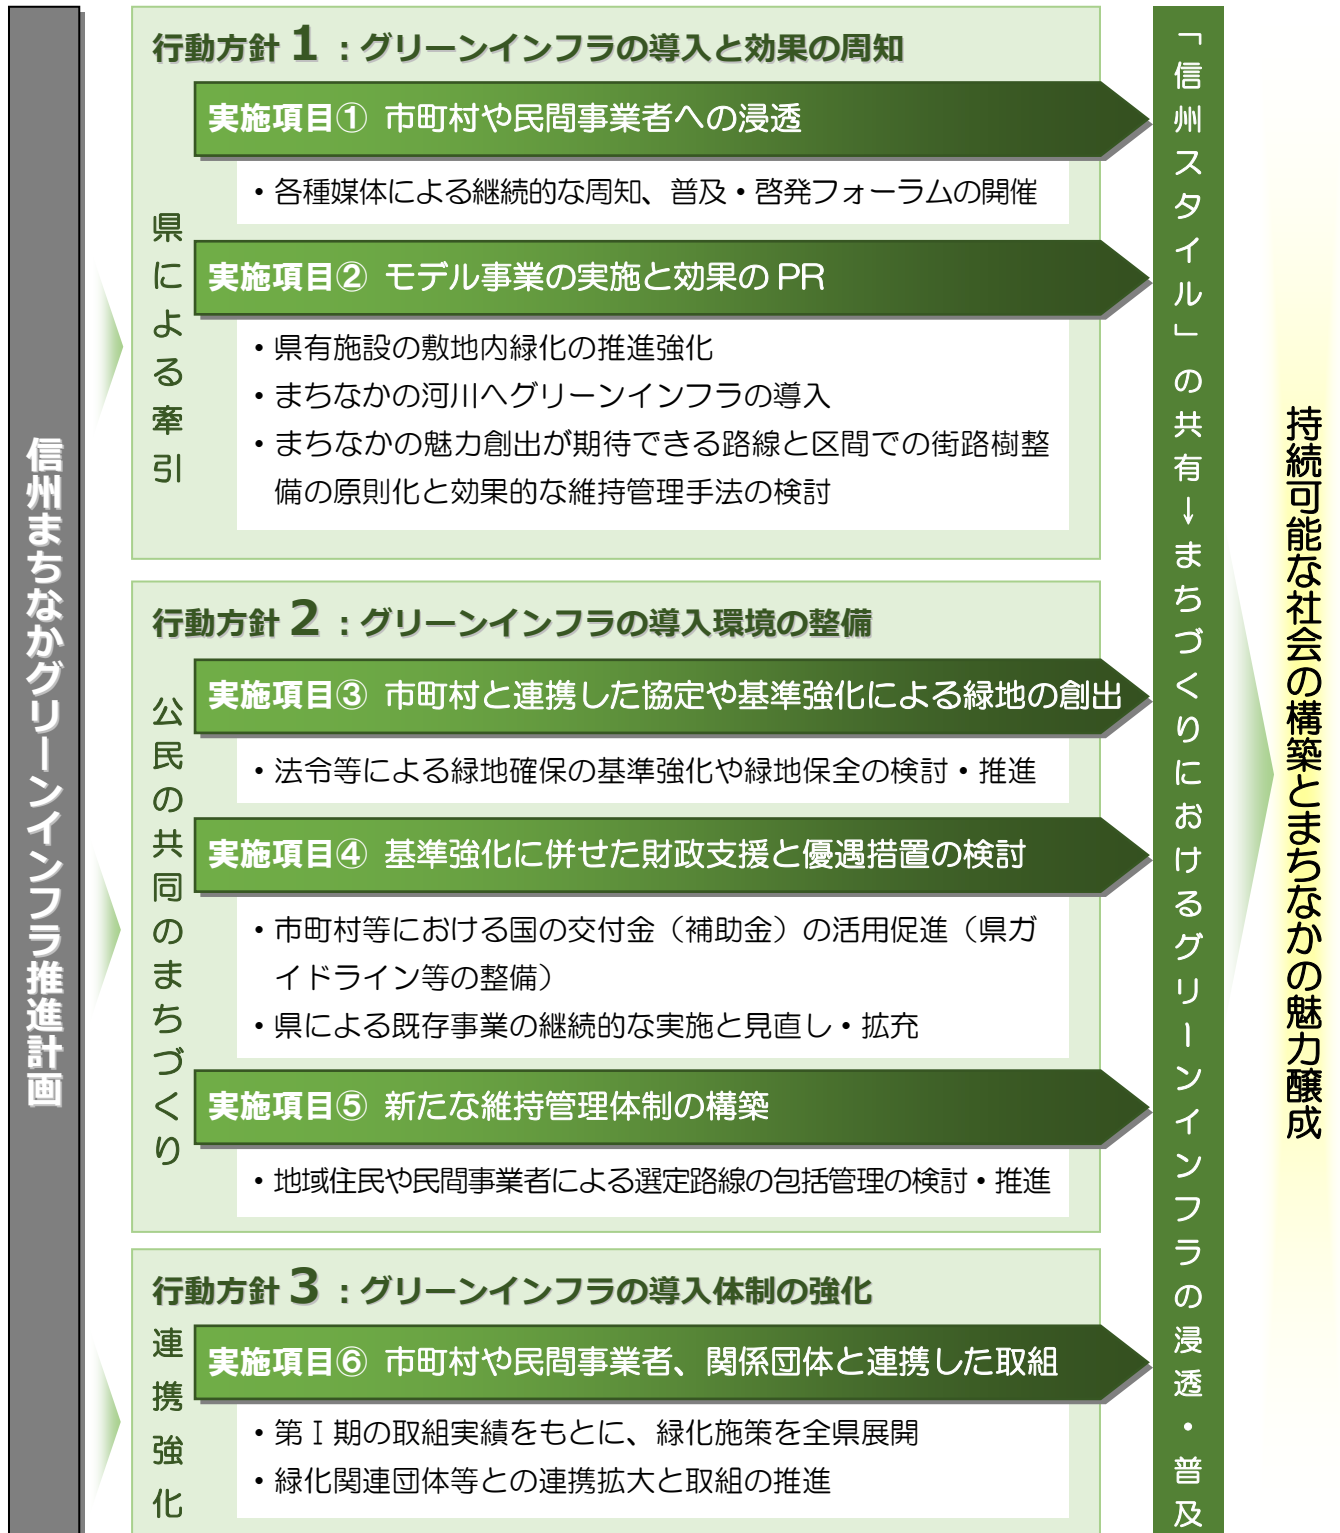 信州まちなかグリーンインフラ推進計画
行動方針1：グリーンインフラの導入と効果の周知
県による牽引
実施項目① 市町村や民間事業者への浸透
・各種媒体による継続的な周知、普及・啓発フォーラムの開催
実施項目② モデル事業の実施と効果のPR
・県有施設の敷地内緑化の推進強化
・まちなかの河川へグリーンインフラの導入
・まちなかの魅力創出が期待できる路線と区間での街路樹整
備の原則化と効果的な維持管理手法の検討
行動方針2：グリーンインフラの導入環境の整備
公民の共同のまちづくり
実施項目③ 市町村と連携した協定や基準強化による緑地の創出
・法令等による緑地確保の基準強化や緑地保全の検討・推進
実施項目④ 基準強化に併せた財政支援と優遇措置の検討
・市町村等における国の交付金（補助金）の活用促進（県ガ
イドライン等の整備）
・県による既存事業の継続的な実施と見直し・拡充
実施項目⑤ 新たな維持管理体制の構築
・地域住民や民間事業者による選定路線の包括管理の検討・推進
行動方針3：グリーンインフラの導入体制の強化
連携強化
実施項目⑥ 市町村や民間事業者、関係団体と連携した取組
・第Ⅰ期の取組実績をもとに、緑化施策を全県展開
・緑化関連団体等との連携拡大と取組の推進
「信州スタイル」の共有→まちづくりにおけるグリーンインフラの浸透・普及
持続可能な社会の構築とまちなかの魅力醸成